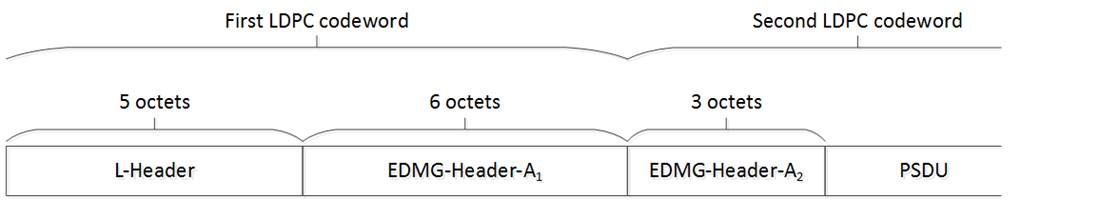 First LDPC codeword Second LDPC codeword
5 octets 6 octets 3 octets
L-Header EDMG-Header-A₁ EDMG-Header-A₂ PSDU